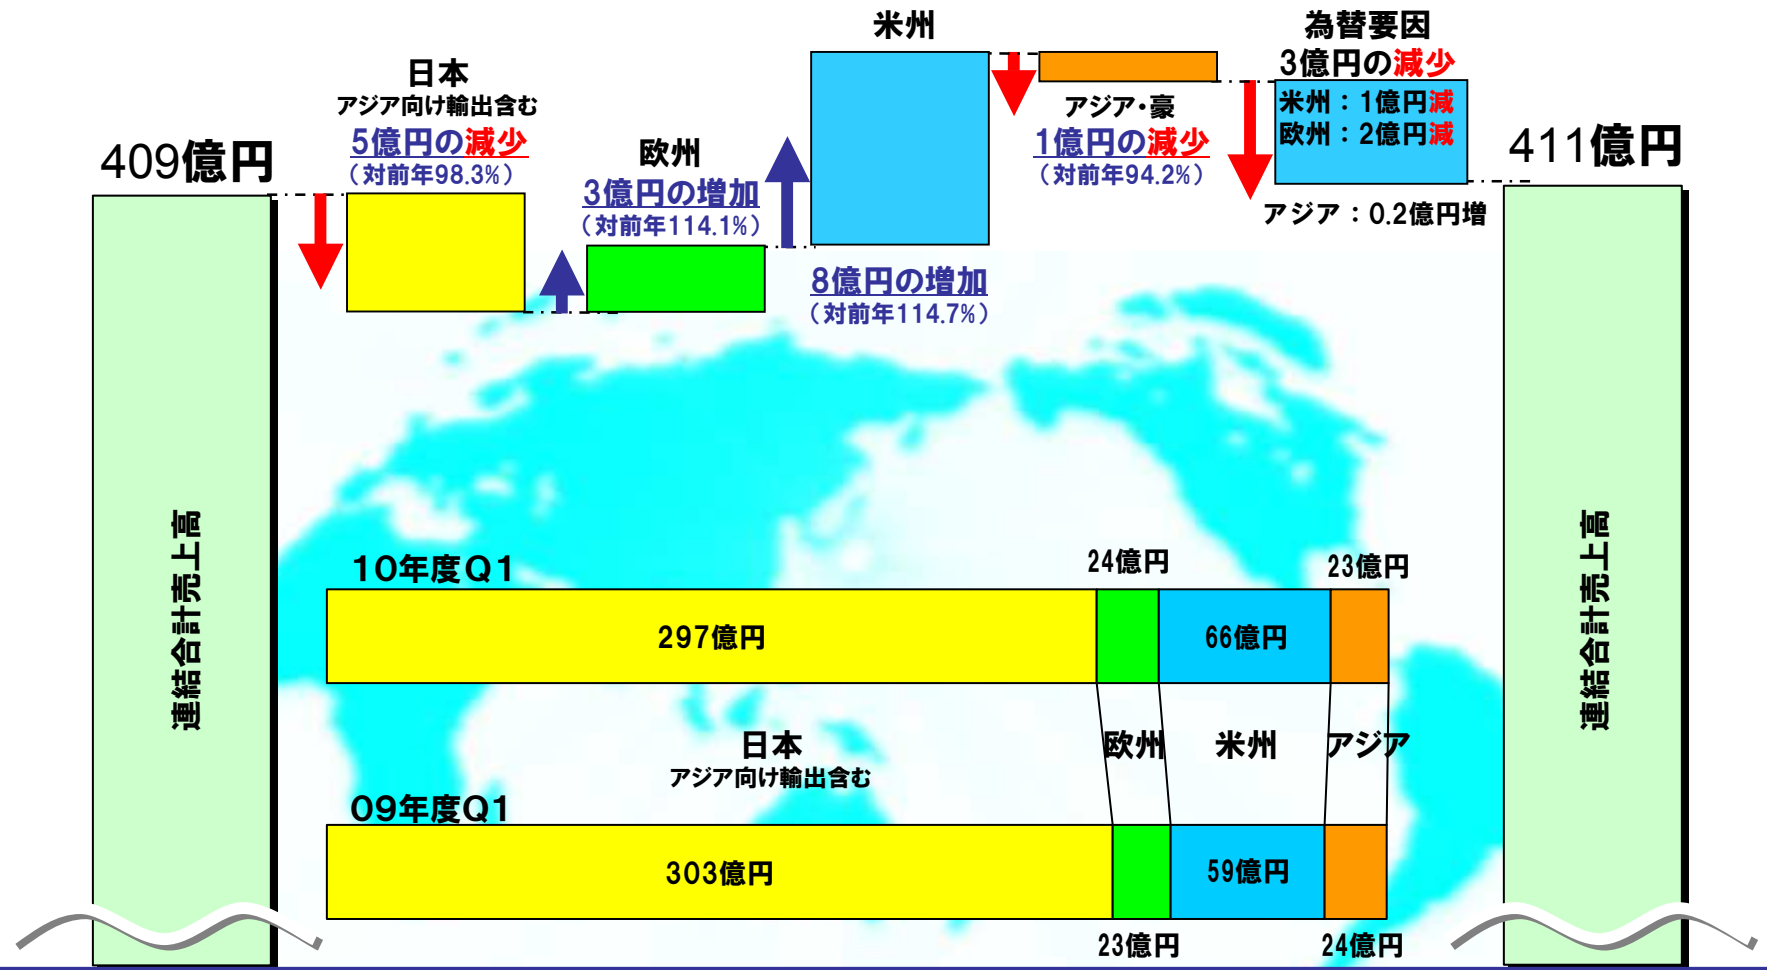 409億円
日本
アジア向け輸出含む
5億円の減少
（対前年98.3%）
欧州
3億円の増加
（対前年114.1%）
米州
8億円の増加
（対前年114.7%）
アジア・豪
1億円の減少
（対前年94.2%）
為替要因
3億円の減少
米州：1億円減
欧州：2億円減
アジア：0.2億円増
411億円
連結合計売上高
連結合計売上高
10年度Q1
24億円
23億円
297億円
66億円
日本
アジア向け輸出含む
欧州
米州
アジア
09年度Q1
303億円
59億円
23億円
24億円